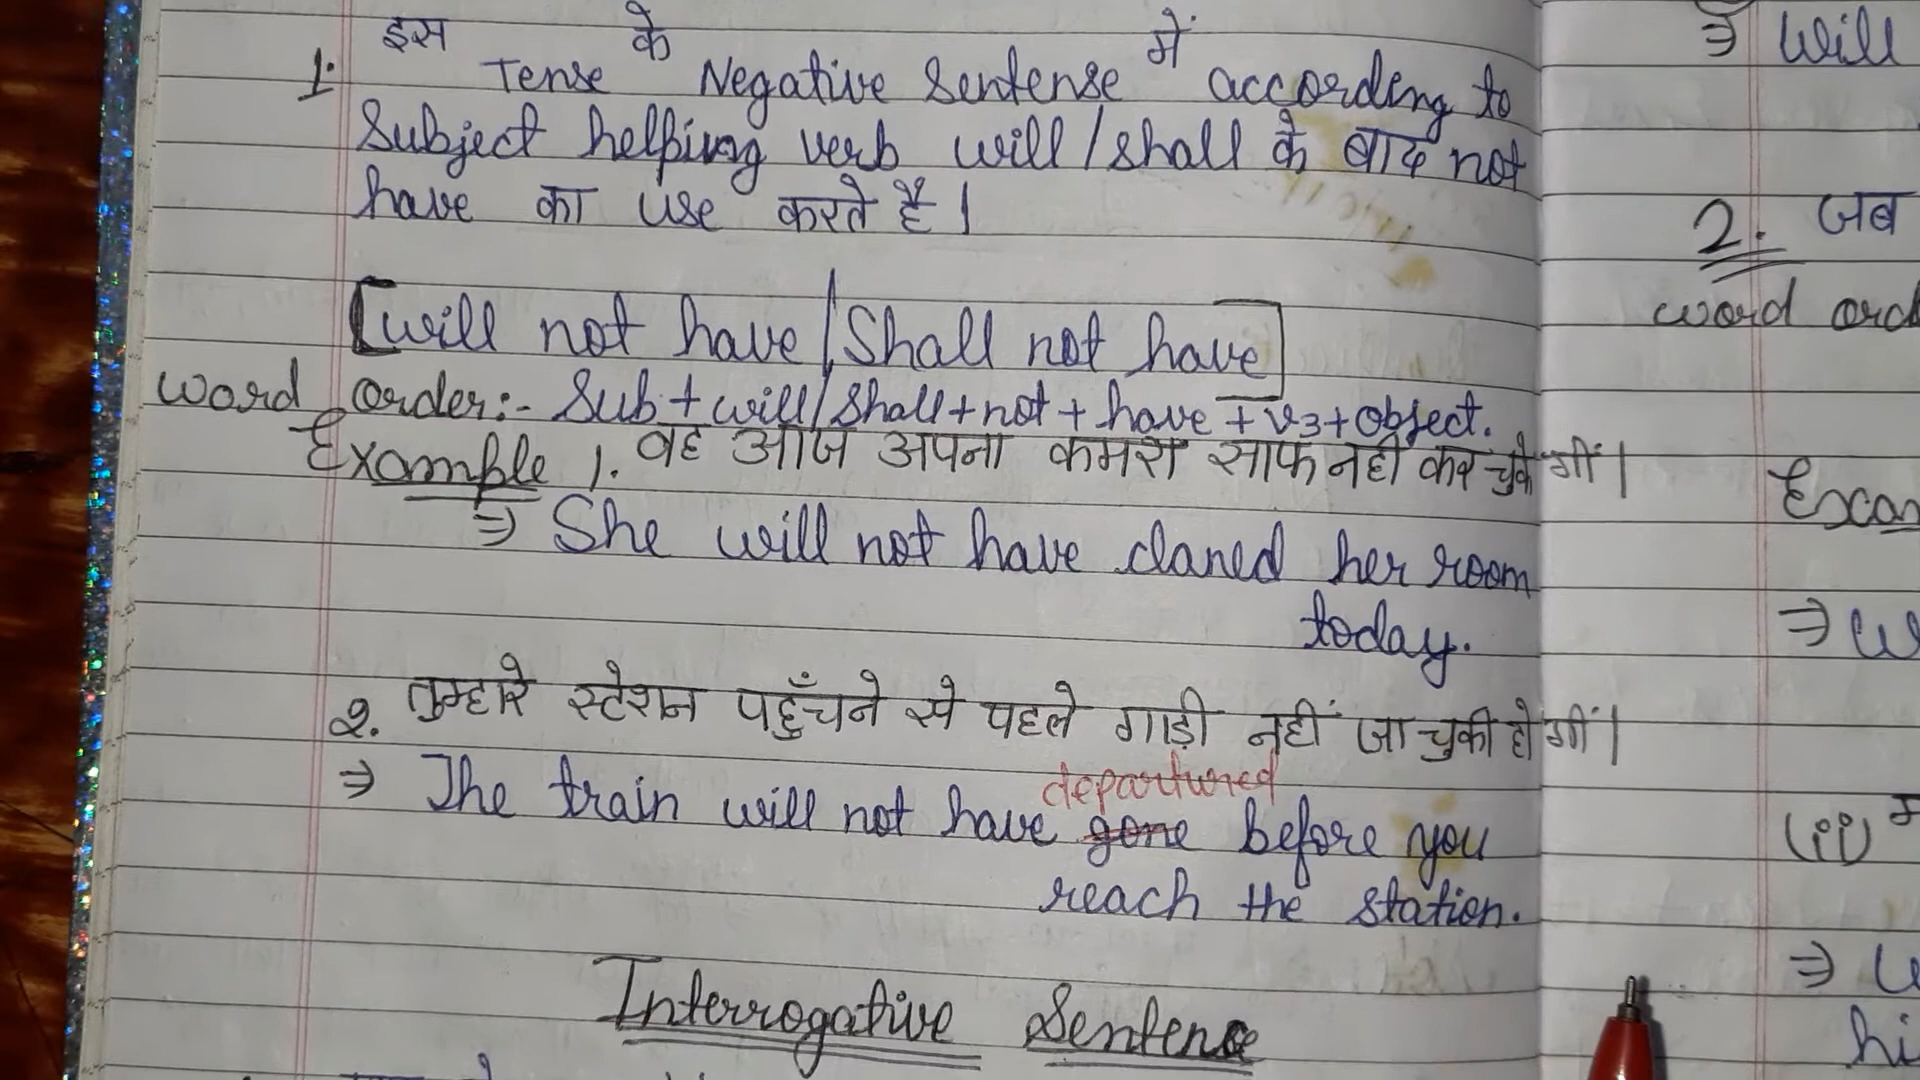 1. इस Tense के Negative Sentense में according to
Subject helping verb will/shall के बाद not
have का use करते हैं।
[will not have/Shall not have]
word order:- Sub + will/shall + not + have + v3 + object.
Example 1. वह आज अपना कमरा साफ नहीं कर चुकेगीं।
⇒ She will not have claned her room
today.
2. तुम्हारे स्टेशन पहुँचने से पहले गाड़ी नहीं जा चुकी होगीं।
departured
⇒ The train will not have gone before you
reach the station.
Interrogative Sentence
⇒ Will
2. जब
word ord
Exam
⇒ W
(ii)
⇒
hi